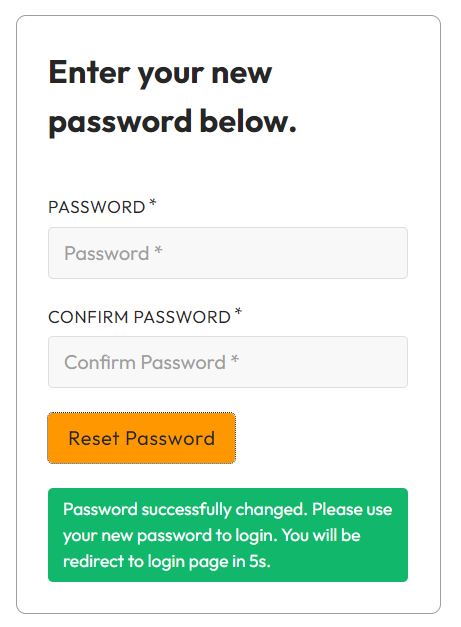 Enter your new
password below.
PASSWORD *
Password *
CONFIRM PASSWORD *
Confirm Password *
Reset Password
Password successfully changed. Please use
your new password to login. You will be
redirect to login page in 5s.